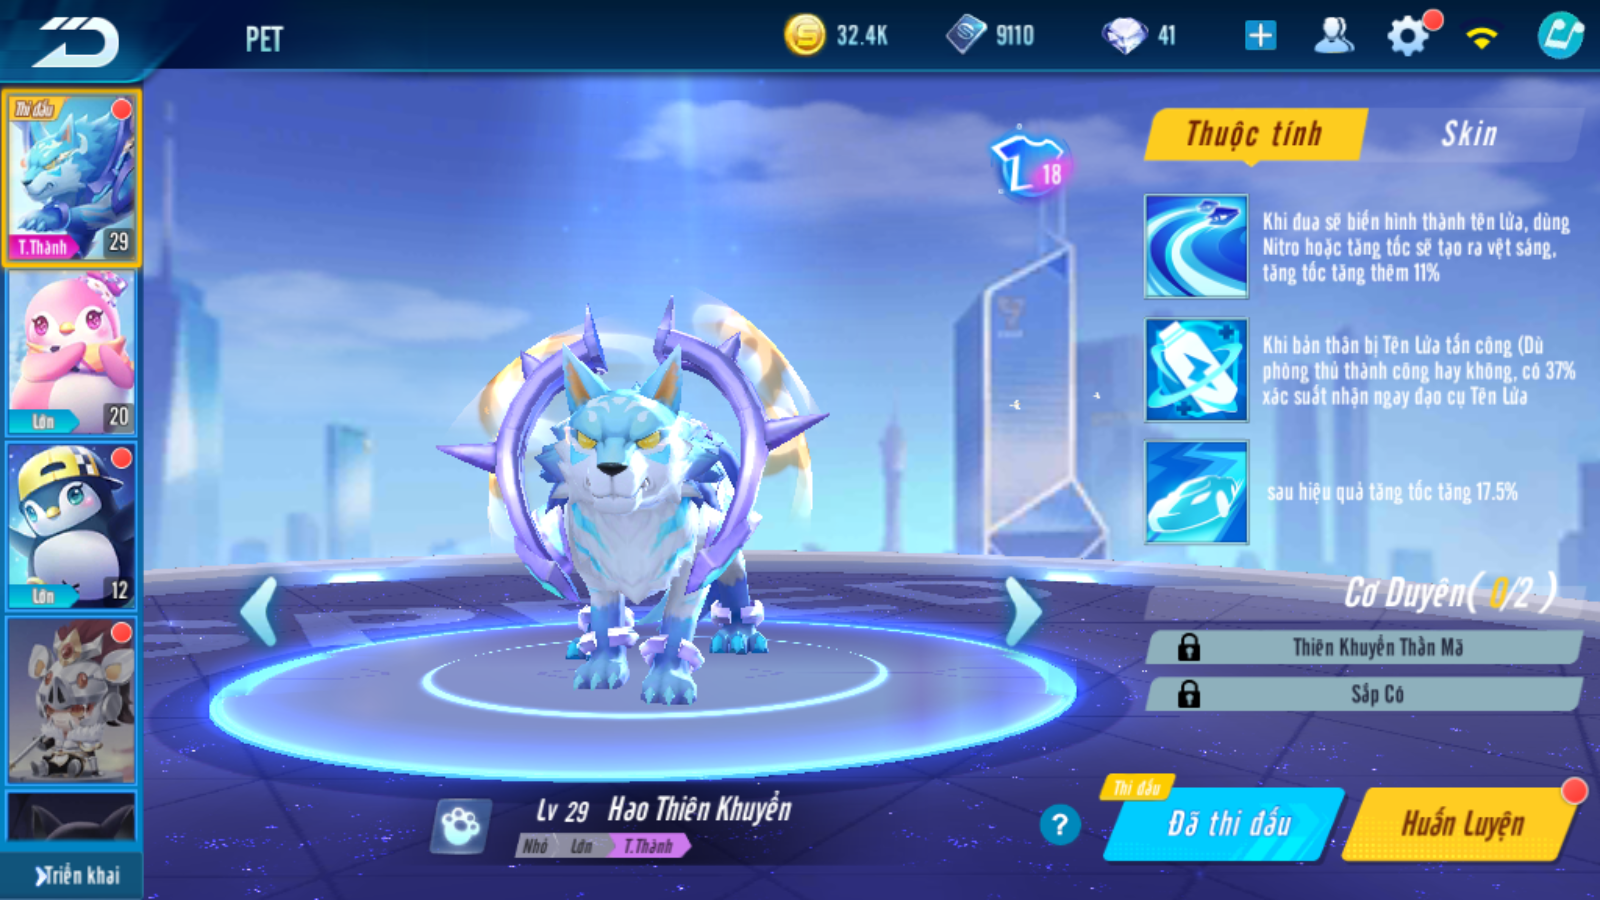 PET
32.4K
9110
41
Thi đấu
T.Thành
29
Lớn
20
Lớn
12
Triển khai
18
Thuộc tính
Skin
Khi đua sẽ biến hình thành tên lửa, dùng
Nitro hoặc tăng tốc sẽ tạo ra vệt sáng,
tăng tốc tăng thêm 11%
Khi bản thân bị Tên Lửa tấn công (Dù
phòng thủ thành công hay không, có 37%
xác suất nhận ngay đạo cụ Tên Lửa
sau hiệu quả tăng tốc tăng 17.5%
Cơ Duyên( 0/2 )
Thiên Khuyển Thần Mã
Sắp Có
Lv 29 Hao Thiên Khuyển
Nhỏ Lớn T.Thành
?
Thi đấu
Đã thi đấu
Huấn Luyện